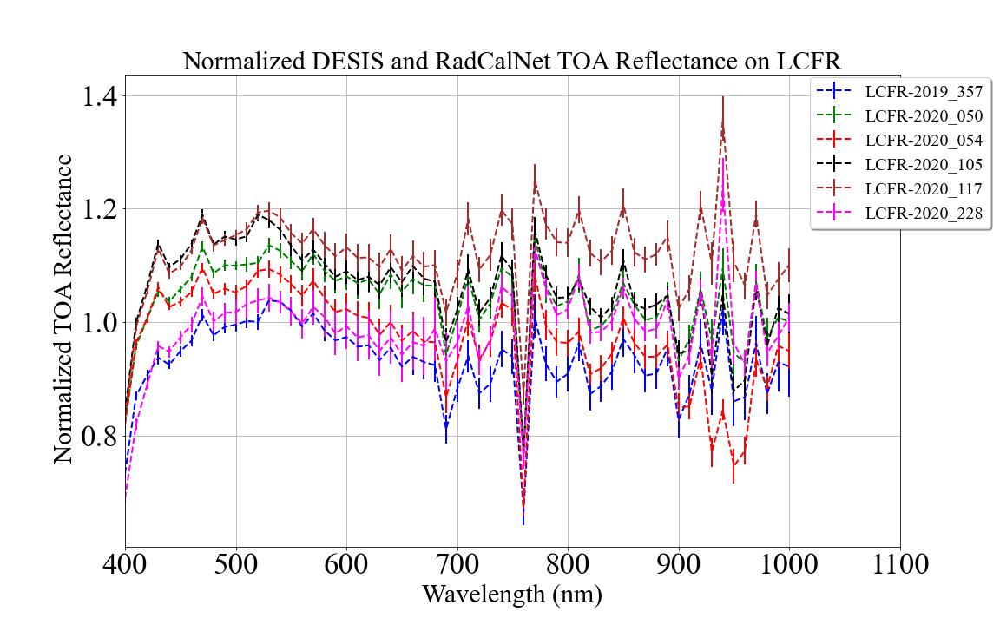 Normalized DESIS and RadCalNet TOA Reflectance on LCFR
Normalized TOA Reflectance
1.4
1.2
1.0
0.8
LCFR-2019_357
LCFR-2020_050
LCFR-2020_054
LCFR-2020_105
LCFR-2020_117
LCFR-2020_228
400 500 600 700 800 900 1000 1100
Wavelength (nm)